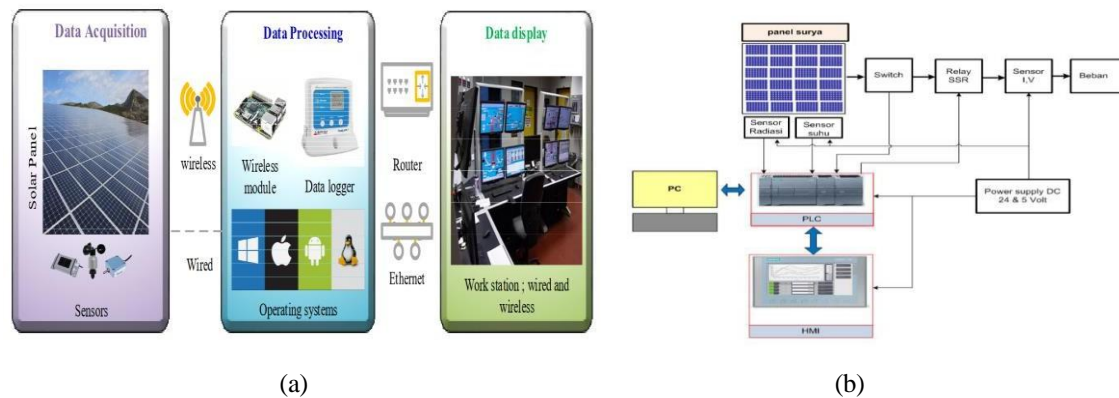 Data Acquisition
Solar Panel
Sensors
wireless
Wired
Data Processing
Wireless
module
Data logger
Operating systems
Router
Ethernet
Data display
Work station ; wired and
wireless
(a)
panel surya
Switch
Relay
SSR
Sensor
I,V
Beban
Sensor
Radiasi
Sensor
suhu
PC
PLC
Power supply DC
24 & 5 Volt
HMI
(b)